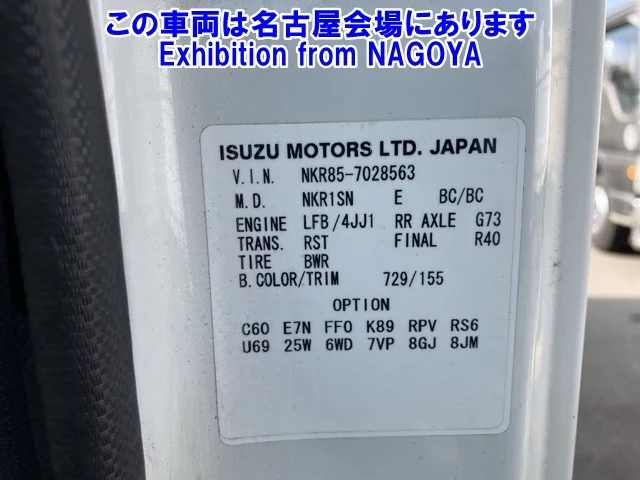 この車両は名古屋会場にあります
Exhibition from NAGOYA
ISUZU MOTORS LTD. JAPAN
V.I.N. NKR85-7028563
M.D. NKR1SN E BC/BC
ENGINE LFB/4JJ1 RR AXLE G73
TRANS. RST FINAL R40
TIRE BWR
B.COLOR/TRIM 729/155
OPTION
C60 E7N FF0 K89 RPV RS6
U69 25W 6WD 7VP 8GJ 8JM